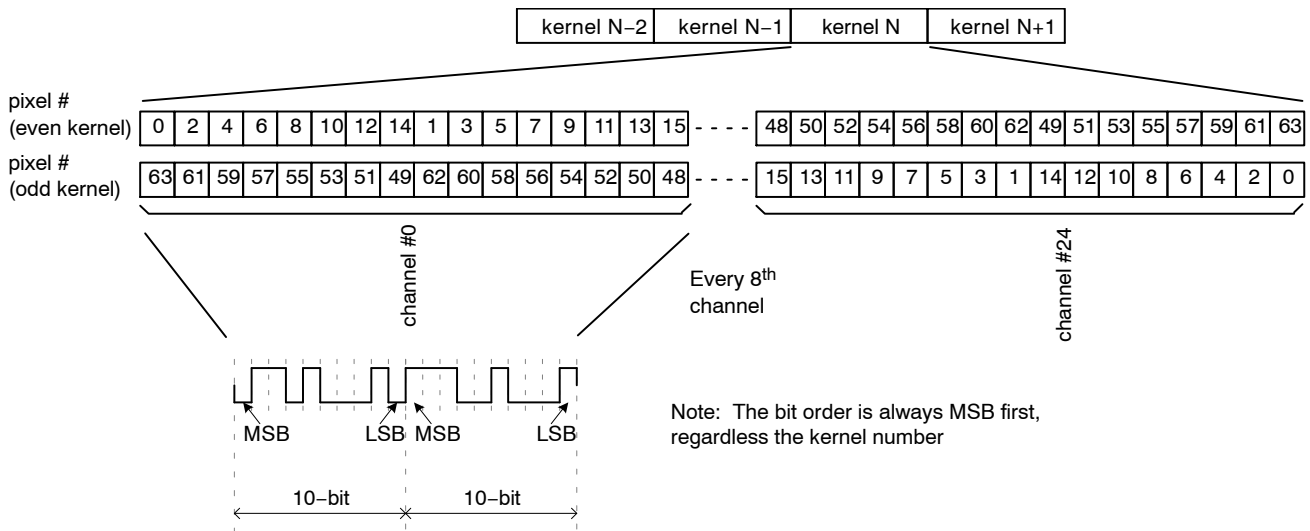 kernel N−2 kernel N−1 kernel N kernel N+1
pixel #
(even kernel) 0 2 4 6 8 10 12 14 1 3 5 7 9 11 13 15 - - - - 48 50 52 54 56 58 60 62 49 51 53 55 57 59 61 63
pixel #
(odd kernel) 63 61 59 57 55 53 51 49 62 60 58 56 54 52 50 48 - - - - 15 13 11 9 7 5 3 1 14 12 10 8 6 4 2 0
channel #0
Every 8th
channel
channel #24
MSB LSB MSB LSB
Note: The bit order is always MSB first,
regardless the kernel number
10−bit 10−bit